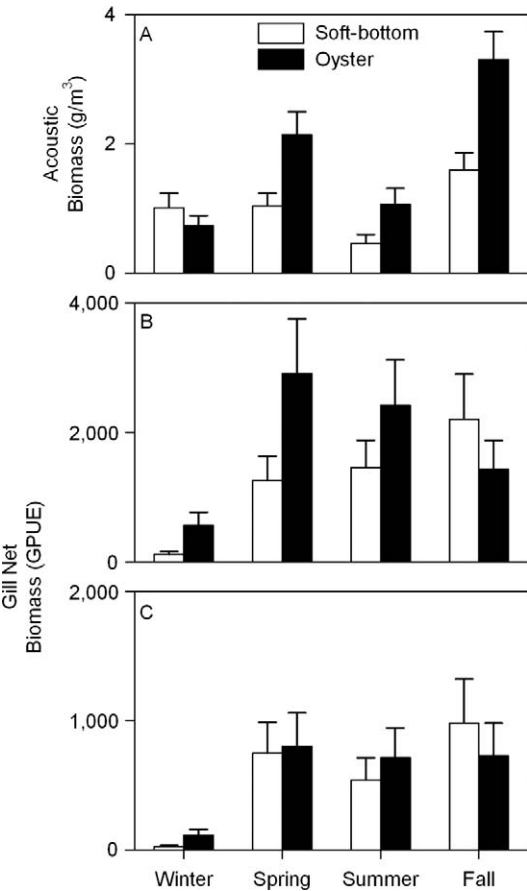 4
A
Soft-bottom
Oyster
Acoustic
Biomass (g/m³)
2
0
4,000
B
2,000
0
Gill Net
Biomass (GPUE)
2,000
C
1,000
0
Winter Spring Summer Fall